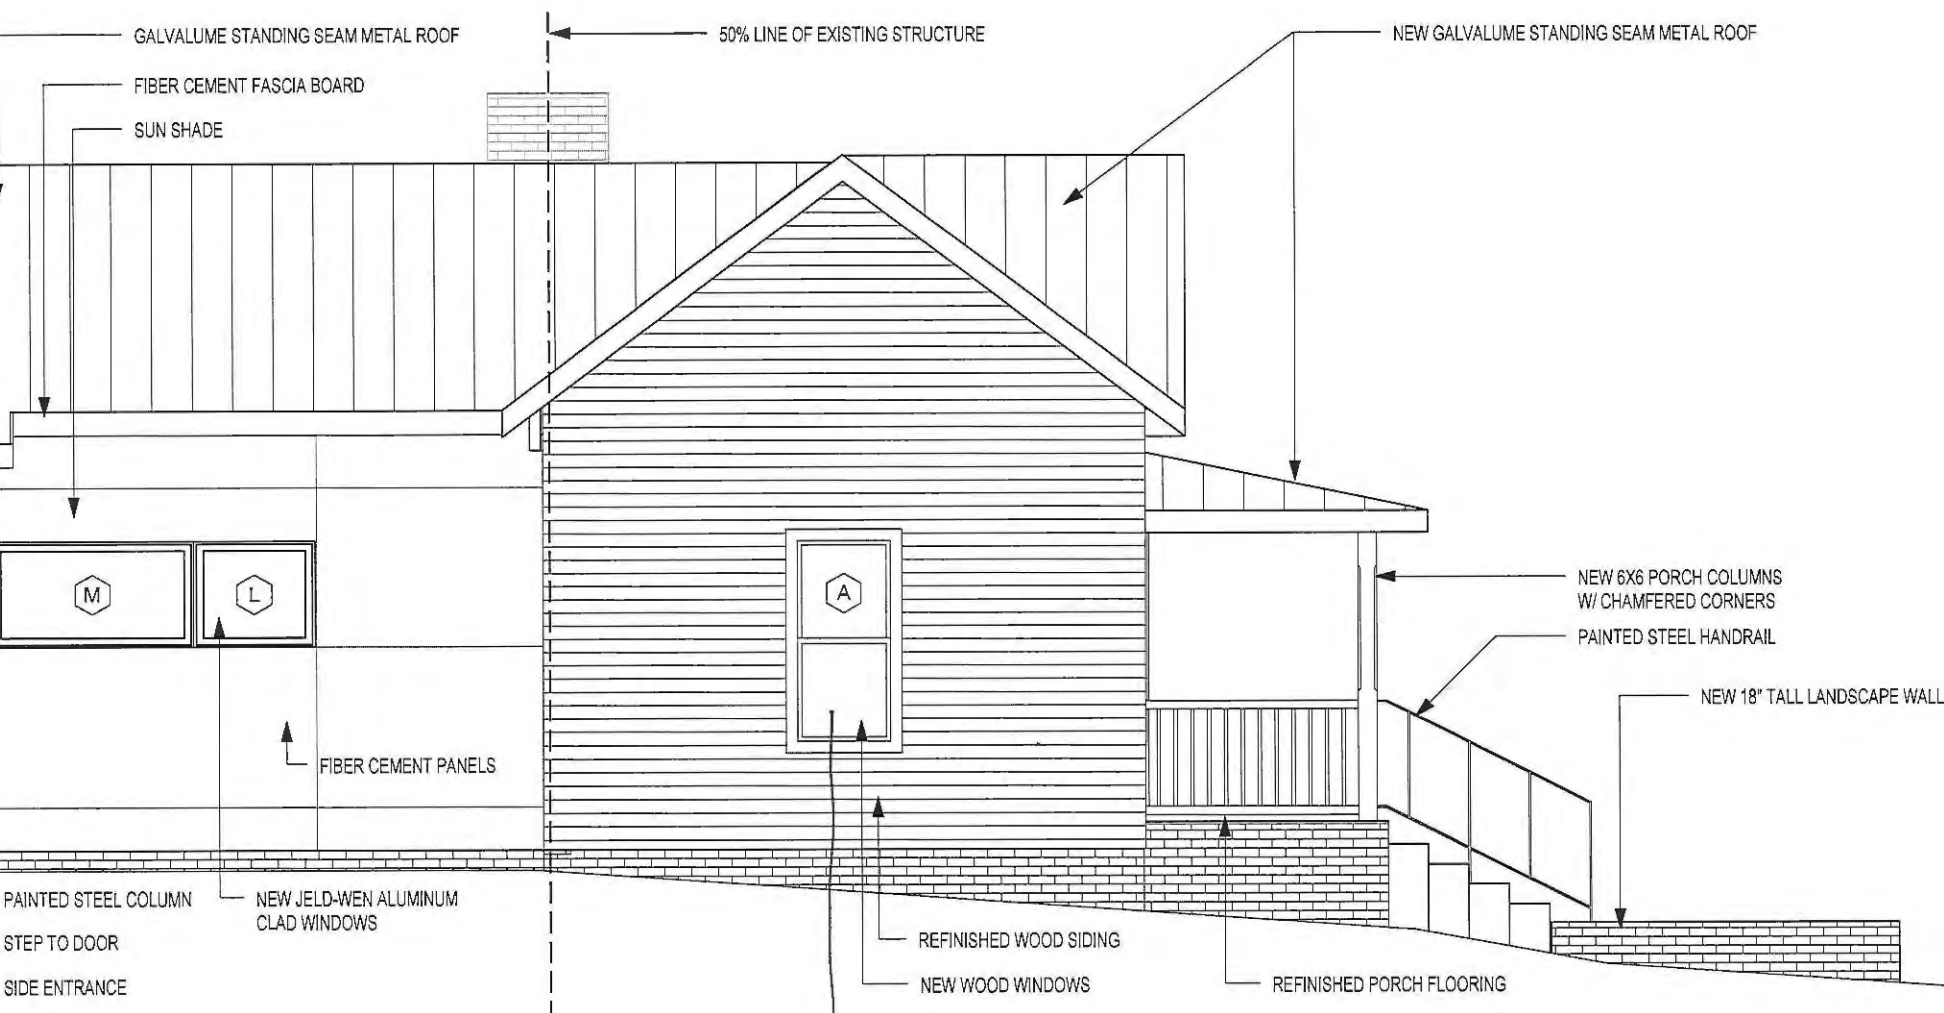 GALVALUME STANDING SEAM METAL ROOF
50% LINE OF EXISTING STRUCTURE
NEW GALVALUME STANDING SEAM METAL ROOF
FIBER CEMENT FASCIA BOARD
SUN SHADE
M
L
A
NEW 6X6 PORCH COLUMNS
W/ CHAMFERED CORNERS
PAINTED STEEL HANDRAIL
NEW 18" TALL LANDSCAPE WALL
FIBER CEMENT PANELS
PAINTED STEEL COLUMN
NEW JELD-WEN ALUMINUM
CLAD WINDOWS
STEP TO DOOR
SIDE ENTRANCE
REFINISHED WOOD SIDING
NEW WOOD WINDOWS
REFINISHED PORCH FLOORING